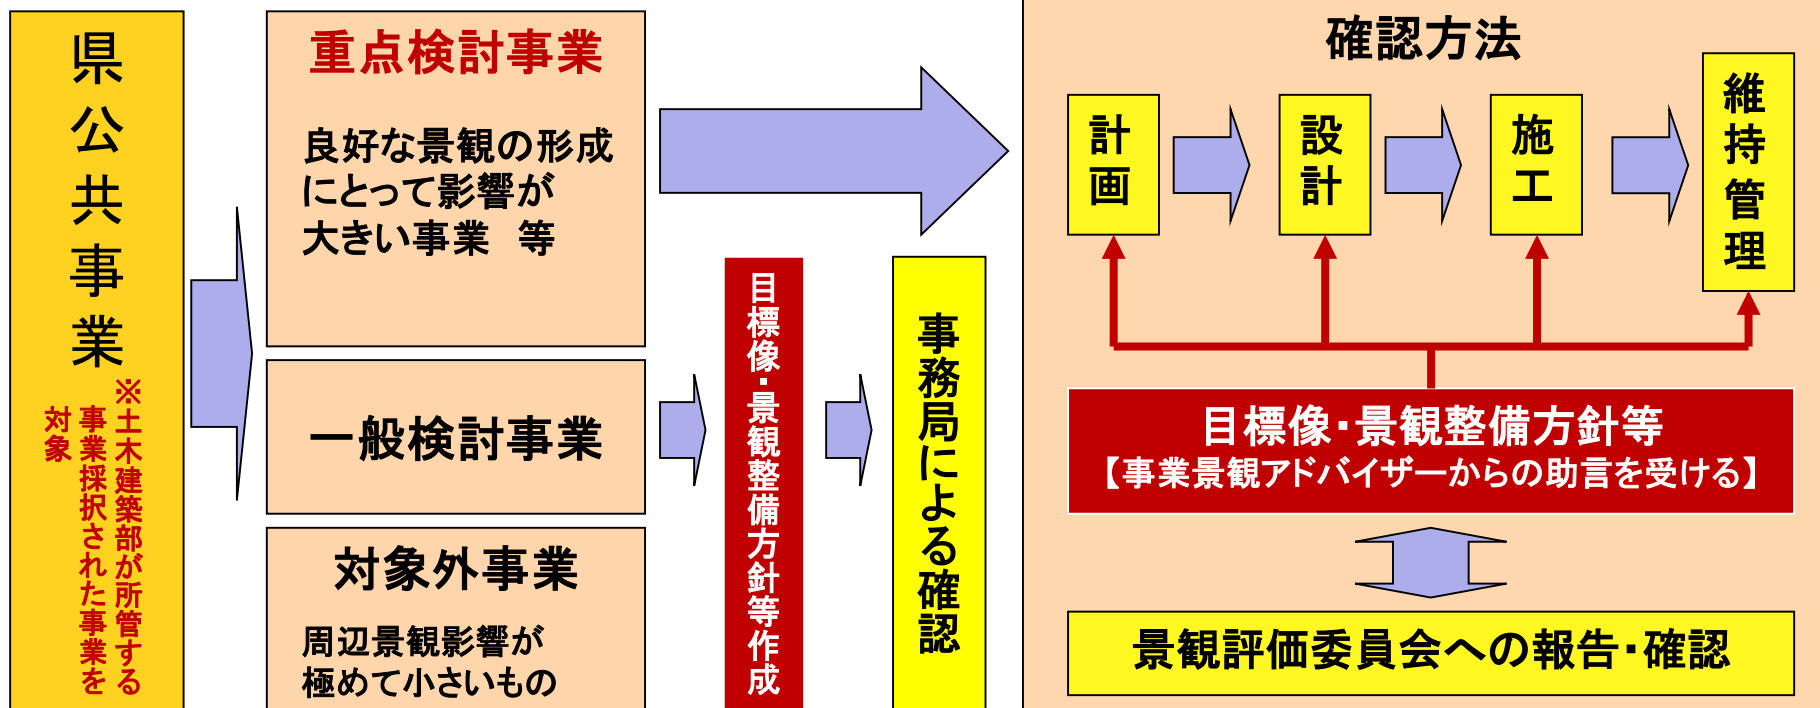 県公共事業
※土木建築部が所管する
事業採択された事業を
対象
重点検討事業
良好な景観の形成
にとって影響が
大きい事業　等
一般検討事業
対象外事業
周辺景観影響が
極めて小さいもの
目標像・景観整備方針等作成
事務局による確認
確認方法
計画
設計
施工
維持管理
目標像・景観整備方針等
【事業景観アドバイザーからの助言を受ける】
景観評価委員会への報告・確認